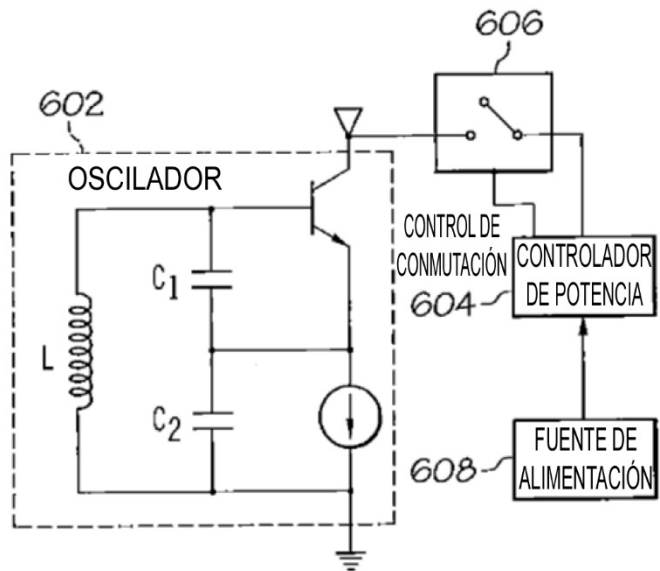 606
602
OSCILADOR
CONTROL DE
CONMUTACIÓN
CONTROLADOR
DE POTENCIA
604
C1
L
C2
FUENTE DE
ALIMENTACIÓN
608